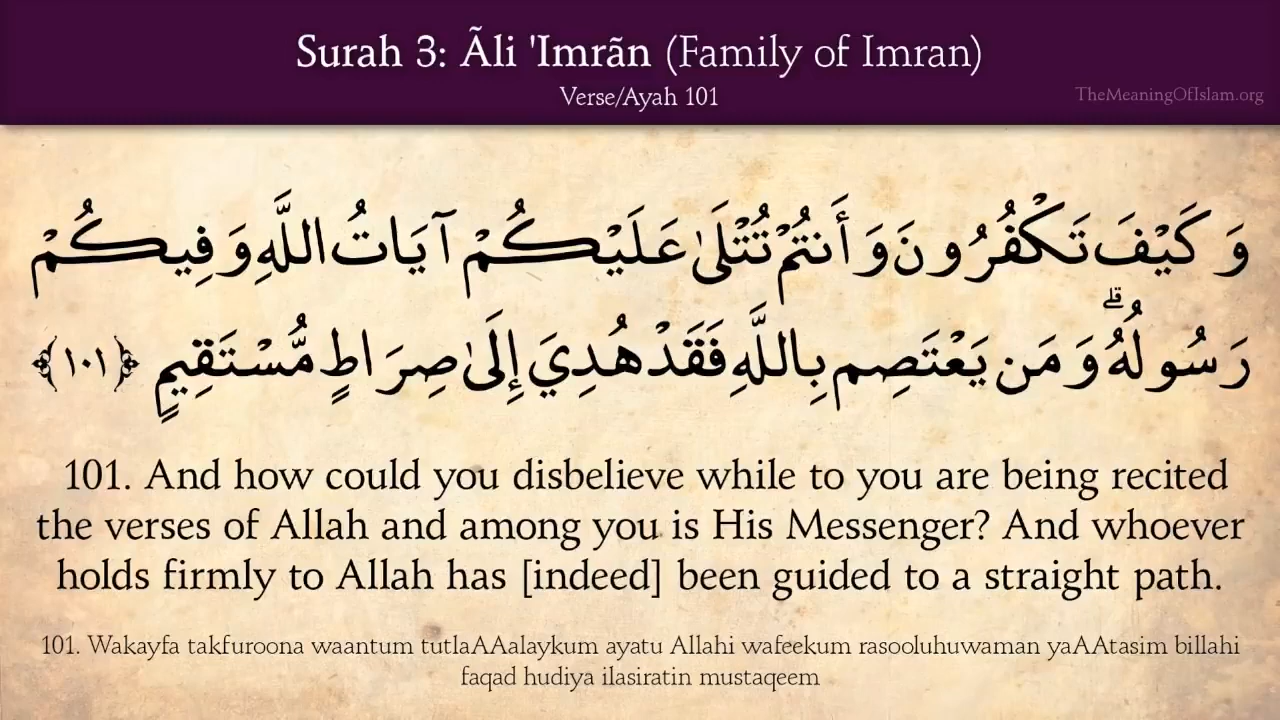 Surah 3: Ãli 'Imrãn (Family of Imran)
Verse/Ayah 101
TheMeaningOfIslam.org
وَكَيْفَ تَكْفُرُونَ وَأَنتُمْ تُتْلَىٰ عَلَيْكُمْ آيَاتُ اللَّهِ وَفِيكُمْ
رَسُولُهُ ۗ وَمَن يَعْتَصِم بِاللَّهِ فَقَدْ هُدِيَ إِلَىٰ صِرَاطٍ مُّسْتَقِيمٍ ﴿١٠١﴾
101. And how could you disbelieve while to you are being recited
the verses of Allah and among you is His Messenger? And whoever
holds firmly to Allah has [indeed] been guided to a straight path.
101. Wakayfa takfuroona waantum tutlaAAalaykum ayatu Allahi wafeekum rasooluhuwaman yaAAtasim billahi
faqad hudiya ilasiratin mustaqeem